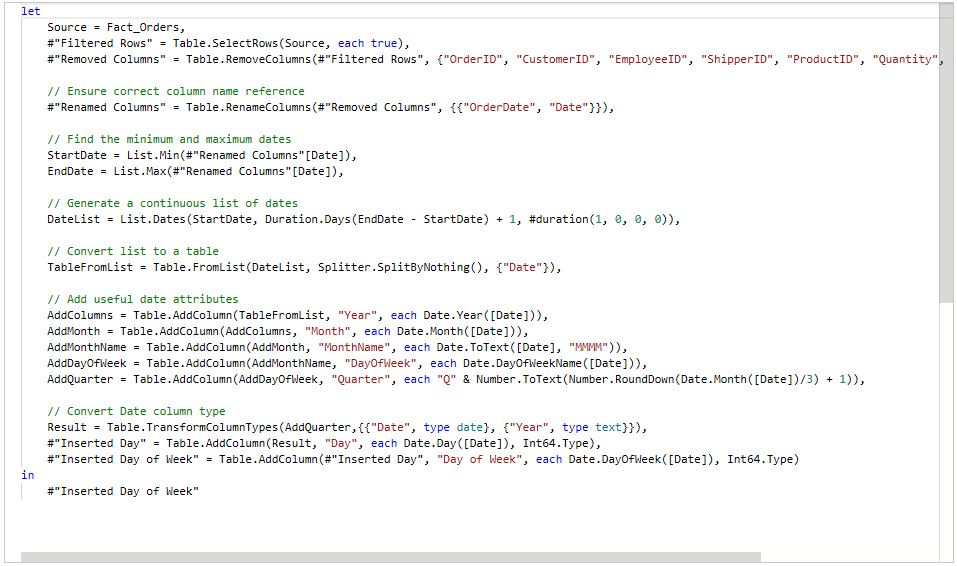 let
Source = Fact_Orders,
#"Filtered Rows" = Table.SelectRows(Source, each true),
#"Removed Columns" = Table.RemoveColumns(#"Filtered Rows", {"OrderID", "CustomerID", "EmployeeID", "ShipperID", "ProductID", "Quantity",
// Ensure correct column name reference
#"Renamed Columns" = Table.RenameColumns(#"Removed Columns", {{"OrderDate", "Date"}}),
// Find the minimum and maximum dates
StartDate = List.Min(#"Renamed Columns"[Date]),
EndDate = List.Max(#"Renamed Columns"[Date]),
// Generate a continuous list of dates
DateList = List.Dates(StartDate, Duration.Days(EndDate - StartDate) + 1, #duration(1, 0, 0, 0)),
// Convert list to a table
TableFromList = Table.FromList(DateList, Splitter.SplitByNothing(), {"Date"}),
// Add useful date attributes
AddColumns = Table.AddColumn(TableFromList, "Year", each Date.Year([Date])),
AddMonth = Table.AddColumn(AddColumns, "Month", each Date.Month([Date])),
AddMonthName = Table.AddColumn(AddMonth, "MonthName", each Date.ToText([Date], "MMMM")),
AddDayOfWeek = Table.AddColumn(AddMonthName, "DayOfWeek", each Date.DayOfWeekName([Date])),
AddQuarter = Table.AddColumn(AddDayOfWeek, "Quarter", each "Q" & Number.ToText(Number.RoundDown(Date.Month([Date])/3) + 1)),
// Convert Date column type
Result = Table.TransformColumnTypes(AddQuarter,{{"Date", type date}, {"Year", type text}}),
#"Inserted Day" = Table.AddColumn(Result, "Day", each Date.Day([Date]), Int64.Type),
#"Inserted Day of Week" = Table.AddColumn(#"Inserted Day", "Day of Week", each Date.DayOfWeek([Date]), Int64.Type)
in
#"Inserted Day of Week"